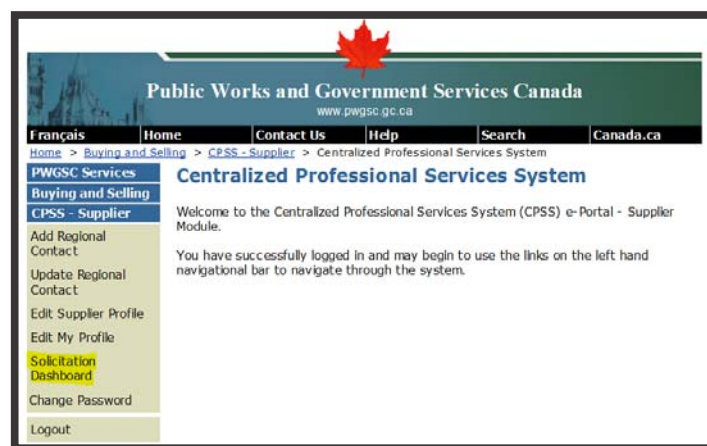 Public Works and Government Services Canada
www.pwgsc.gc.ca
Français Home Contact Us Help Search Canada.ca
Home > Buying and Selling > CPSS - Supplier > Centralized Professional Services System
PWGSC Services
Buying and Selling
CPSS - Supplier
Add Regional
Contact
Update Regional
Contact
Edit Supplier Profile
Edit My Profile
Solicitation
Dashboard
Change Password
Logout
Centralized Professional Services System
Welcome to the Centralized Professional Services System (CPSS) e-Portal - Supplier
Module.
You have successfully logged in and may begin to use the links on the left hand
navigational bar to navigate through the system.